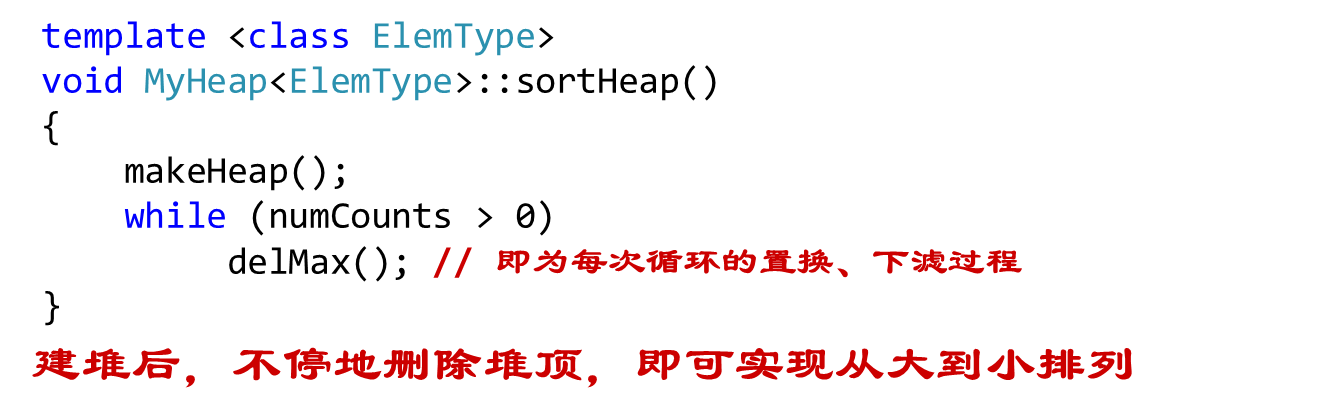 template <class ElemType>
void MyHeap<ElemType>::sortHeap()
{
    makeHeap();
    while (numCounts > 0)
         delMax(); // 即为每次循环的置换、下滤过程
}
建堆后，不停地删除堆顶，即可实现从大到小排列